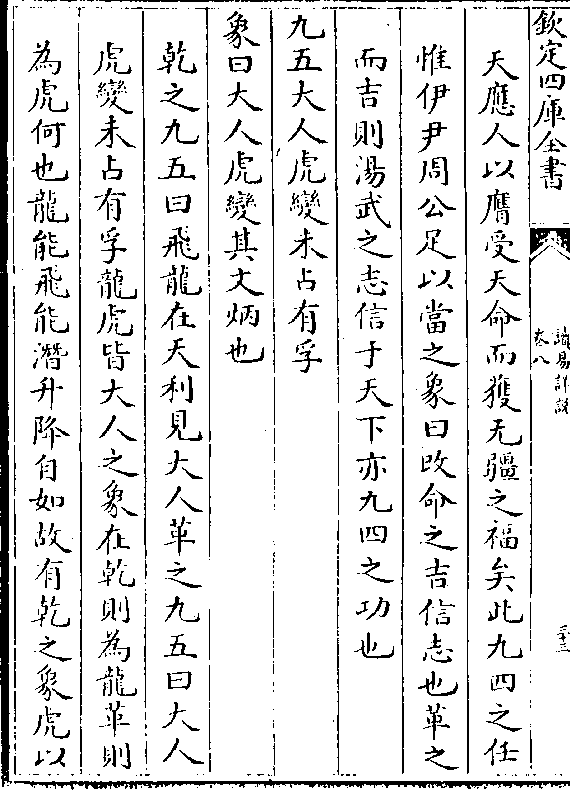 欽定四庫全書
讀易詳說
卷八
三十三
天應人以膺受天命而獲无疆之福矣此九四之任
惟伊尹周公足以當之象曰改命之吉信志也革之
而吉則湯武之志信于天下亦九四之功也
九五大人虎變未占有孚
象曰大人虎變其文炳也
乾之九五曰飛龍在天利見大人革之九五曰大人
虎變未占有孚龍虎皆大人之象在乾則為龍革則
為虎何也龍能飛能潛升降自如故有乾之象虎以